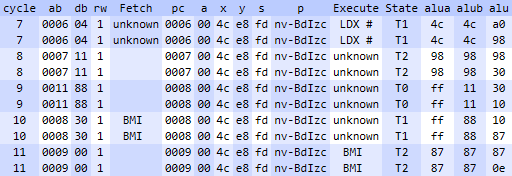 cycle ab db rw Fetch pc a x y s p Execute State alua alub alu
7 0006 04 1 unknown 0006 00 4c e8 fd nv-BdIzc LDX # T1 4c 4c a0
7 0006 04 1 unknown 0006 00 4c e8 fd nv-BdIzc LDX # T1 4c 4c 98
8 0007 11 1 0007 00 4c e8 fd nv-BdIzc unknown T2 98 98 98
8 0007 11 1 0007 00 4c e8 fd nv-BdIzc unknown T2 98 98 30
9 0011 88 1 0008 00 4c e8 fd nv-BdIzc unknown T0 ff 11 30
9 0011 88 1 0008 00 4c e8 fd nv-BdIzc unknown T0 ff 11 10
10 0008 30 1 BMI 0008 00 4c e8 fd nv-BdIzc unknown T1 ff 88 10
10 0008 30 1 BMI 0008 00 4c e8 fd nv-BdIzc unknown T1 ff 88 87
11 0009 00 1 0009 00 4c e8 fd nv-BdIzc BMI T2 87 87 87
11 0009 00 1 0009 00 4c e8 fd nv-BdIzc BMI T2 87 87 0e